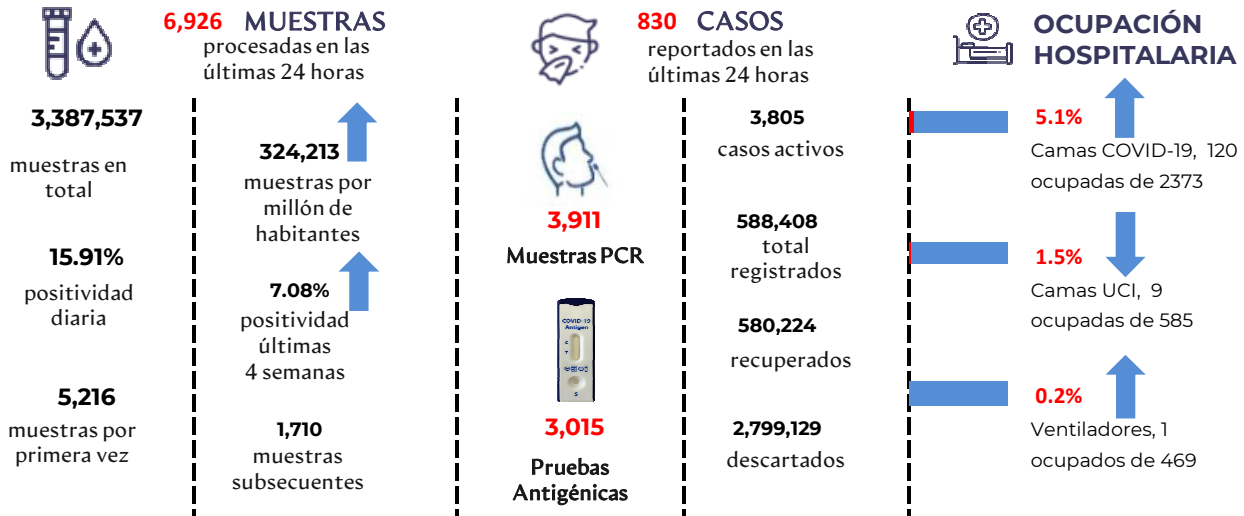 6,926 MUESTRAS
procesadas en las
últimas 24 horas
3,387,537
muestras en
total
15.91%
positividad
diaria
5,216
muestras por
primera vez
324,213
muestras por
millón de
habitantes
7.08%
positividad
últimas
4 semanas
1,710
muestras
subsecuentes
830 CASOS
reportados en las
últimas 24 horas
3,911
Muestras PCR
COVID-19
Antigen
C
T
S
3,015
Pruebas
Antigénicas
3,805
casos activos
588,408
total
registrados
580,224
recuperados
2,799,129
descartados
OCUPACIÓN
HOSPITALARIA
5.1%
Camas COVID-19, 120
ocupadas de 2373
1.5%
Camas UCI, 9
ocupadas de 585
0.2%
Ventiladores, 1
ocupados de 469